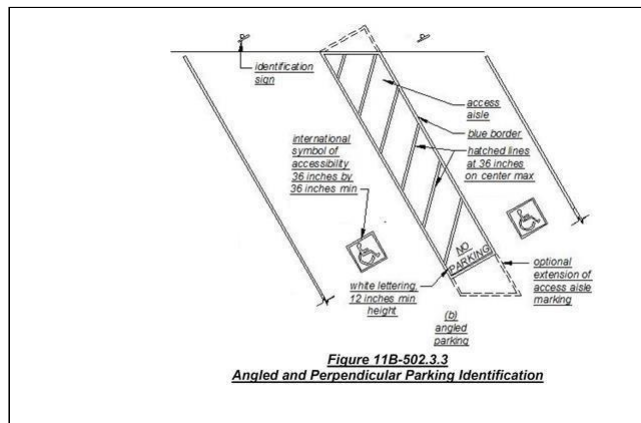 identification
sign
access
aisle
blue border
hatched lines
at 36 inches
on center max
international
symbol of
accessibility
36 inches by
36 inches min
NO
PARKING
white lettering,
12 inches min
height
optional
extension of
access aisle
marking
(b)
angled
parking
Figure 11B-502.3.3
Angled and Perpendicular Parking Identification